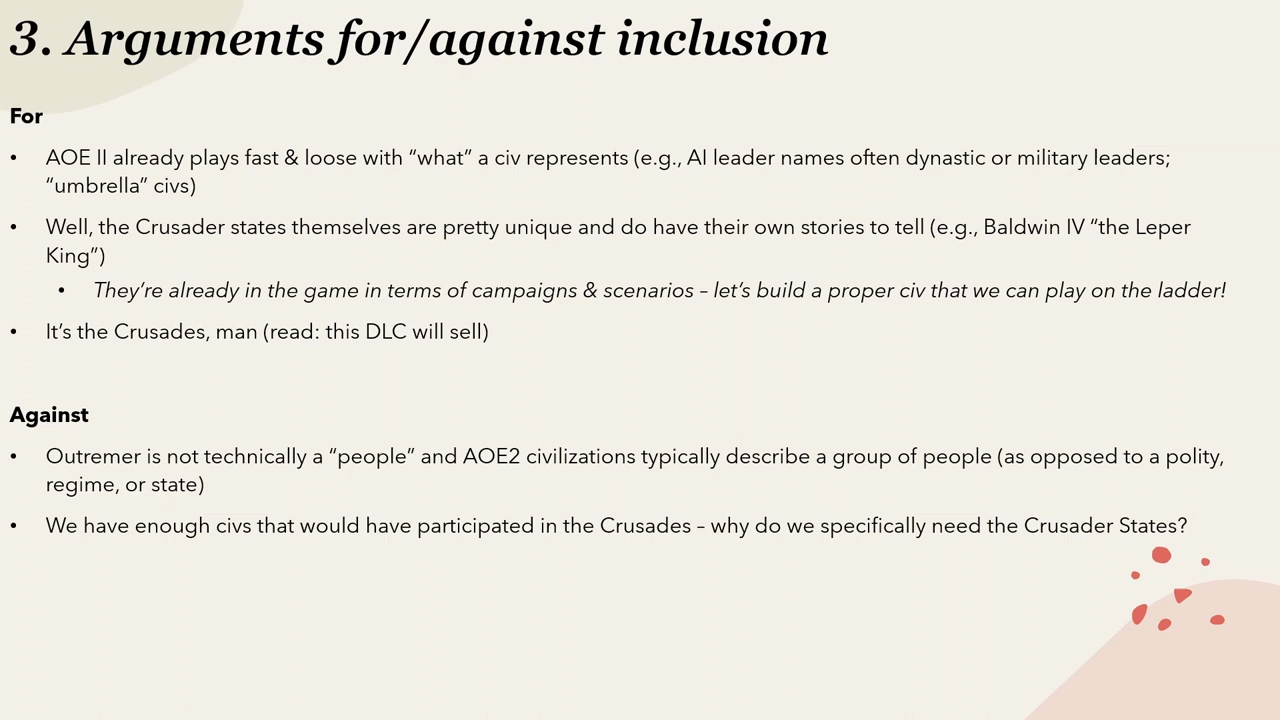 3. Arguments for/against inclusion
For
• AOE II already plays fast & loose with “what” a civ represents (e.g., AI leader names often dynastic or military leaders;
“umbrella” civs)
• Well, the Crusader states themselves are pretty unique and do have their own stories to tell (e.g., Baldwin IV “the Leper
King”)
• They’re already in the game in terms of campaigns & scenarios – let’s build a proper civ that we can play on the ladder!
• It’s the Crusades, man (read: this DLC will sell)
Against
• Outremer is not technically a “people” and AOE2 civilizations typically describe a group of people (as opposed to a polity,
regime, or state)
• We have enough civs that would have participated in the Crusades – why do we specifically need the Crusader States?